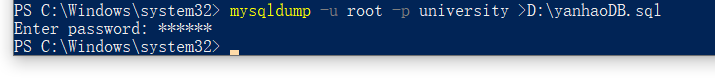 PS C:\Windows\system32> mysqldump -u root -p university >D:\yanhaoDB.sql
Enter password: ******
PS C:\Windows\system32>